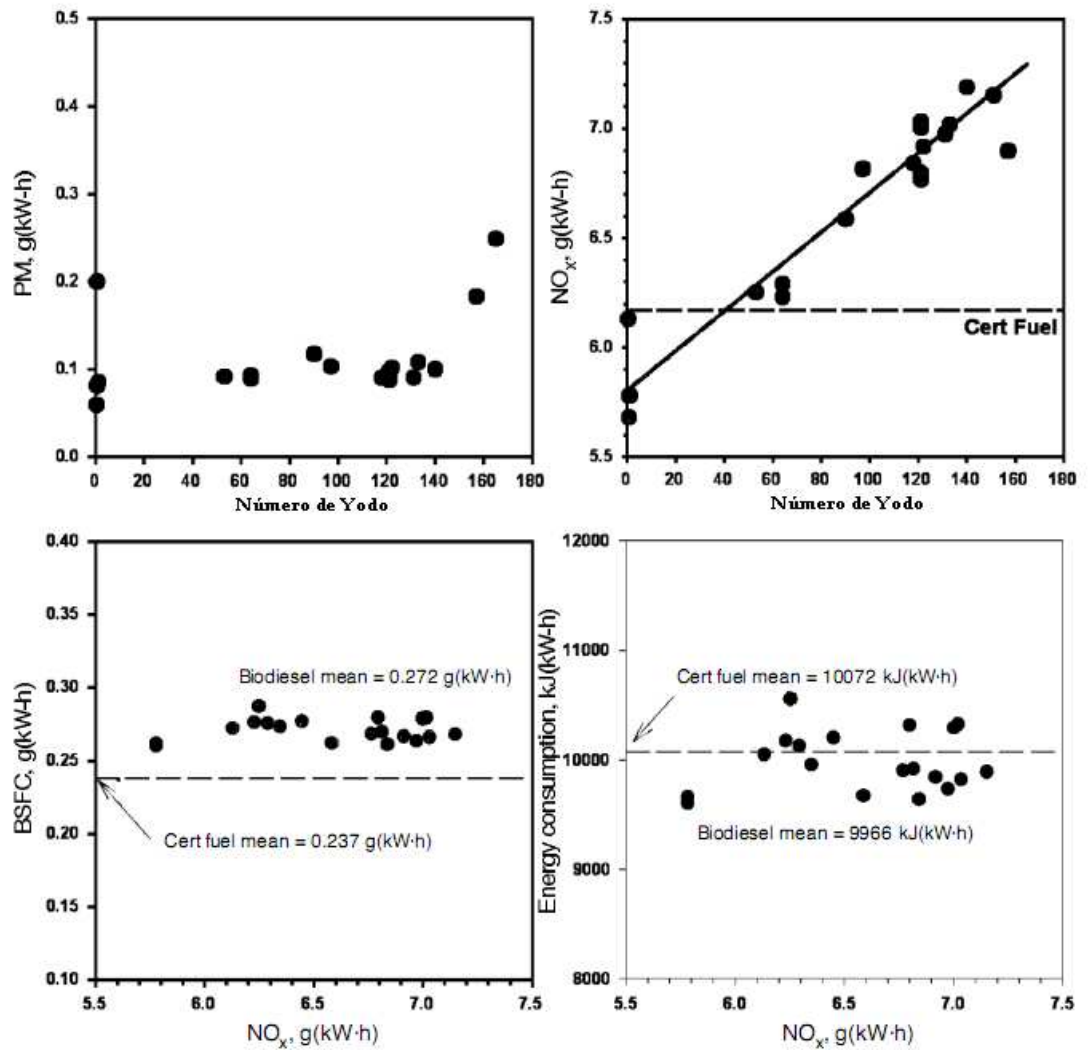 0.5
0.4
0.3
0.2
0.1
0.0
PM, g(kW-h)
0 20 40 60 80 100 120 140 160 180
Número de Yodo
7.5
7.0
6.5
6.0
5.5
NOx, g(kW-h)
Cert Fuel
0 20 40 60 80 100 120 140 160 180
Número de Yodo
0.40
0.35
0.30
0.25
0.20
0.15
0.10
BSFC, g(kW-h)
Biodiesel mean = 0.272 g(kW·h)
Cert fuel mean = 0.237 g(kW·h)
5.5 6.0 6.5 7.0 7.5
NOx, g(kW·h)
12000
11000
10000
9000
8000
Energy consumption, kJ(kW-h)
Cert fuel mean = 10072 kJ(kW·h)
Biodiesel mean = 9966 kJ(kW·h)
5.5 6.0 6.5 7.0 7.5
NOx, g(kW·h)